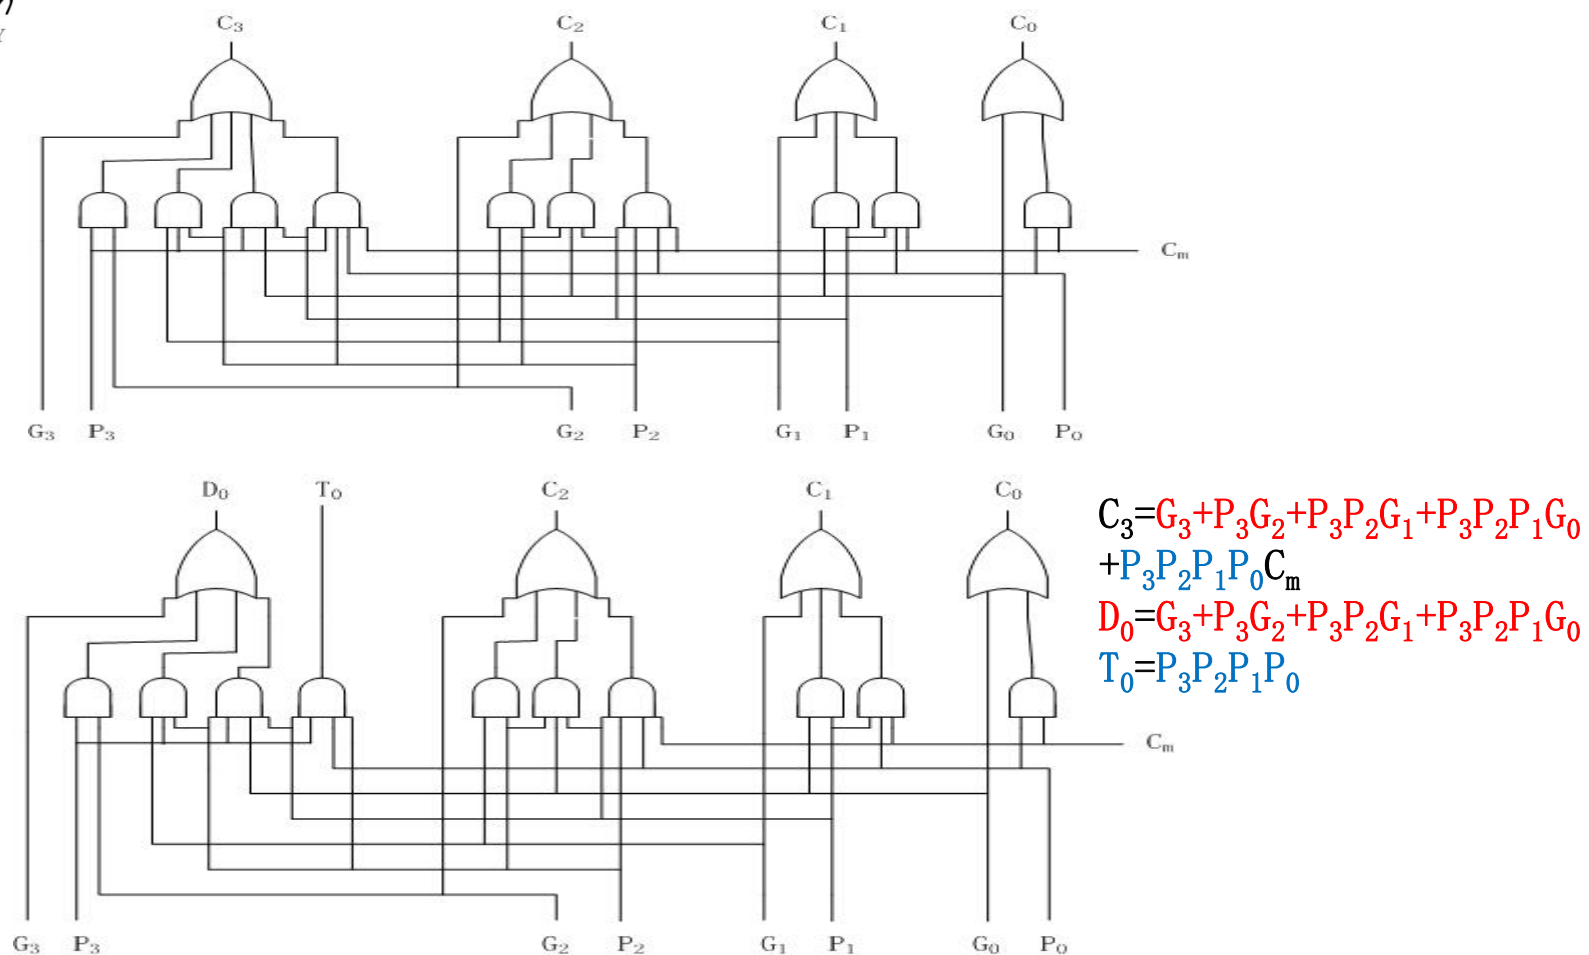 C₃ C₂ C₁ C₀
Cₘ
G₃ P₃ G₂ P₂ G₁ P₁ G₀ P₀
D₀ T₀ C₂ C₁ C₀
C₃=G₃+P₃G₂+P₃P₂G₁+P₃P₂P₁G₀
+P₃P₂P₁P₀Cₘ
D₀=G₃+P₃G₂+P₃P₂G₁+P₃P₂P₁G₀
T₀=P₃P₂P₁P₀
Cₘ
G₃ P₃ G₂ P₂ G₁ P₁ G₀ P₀